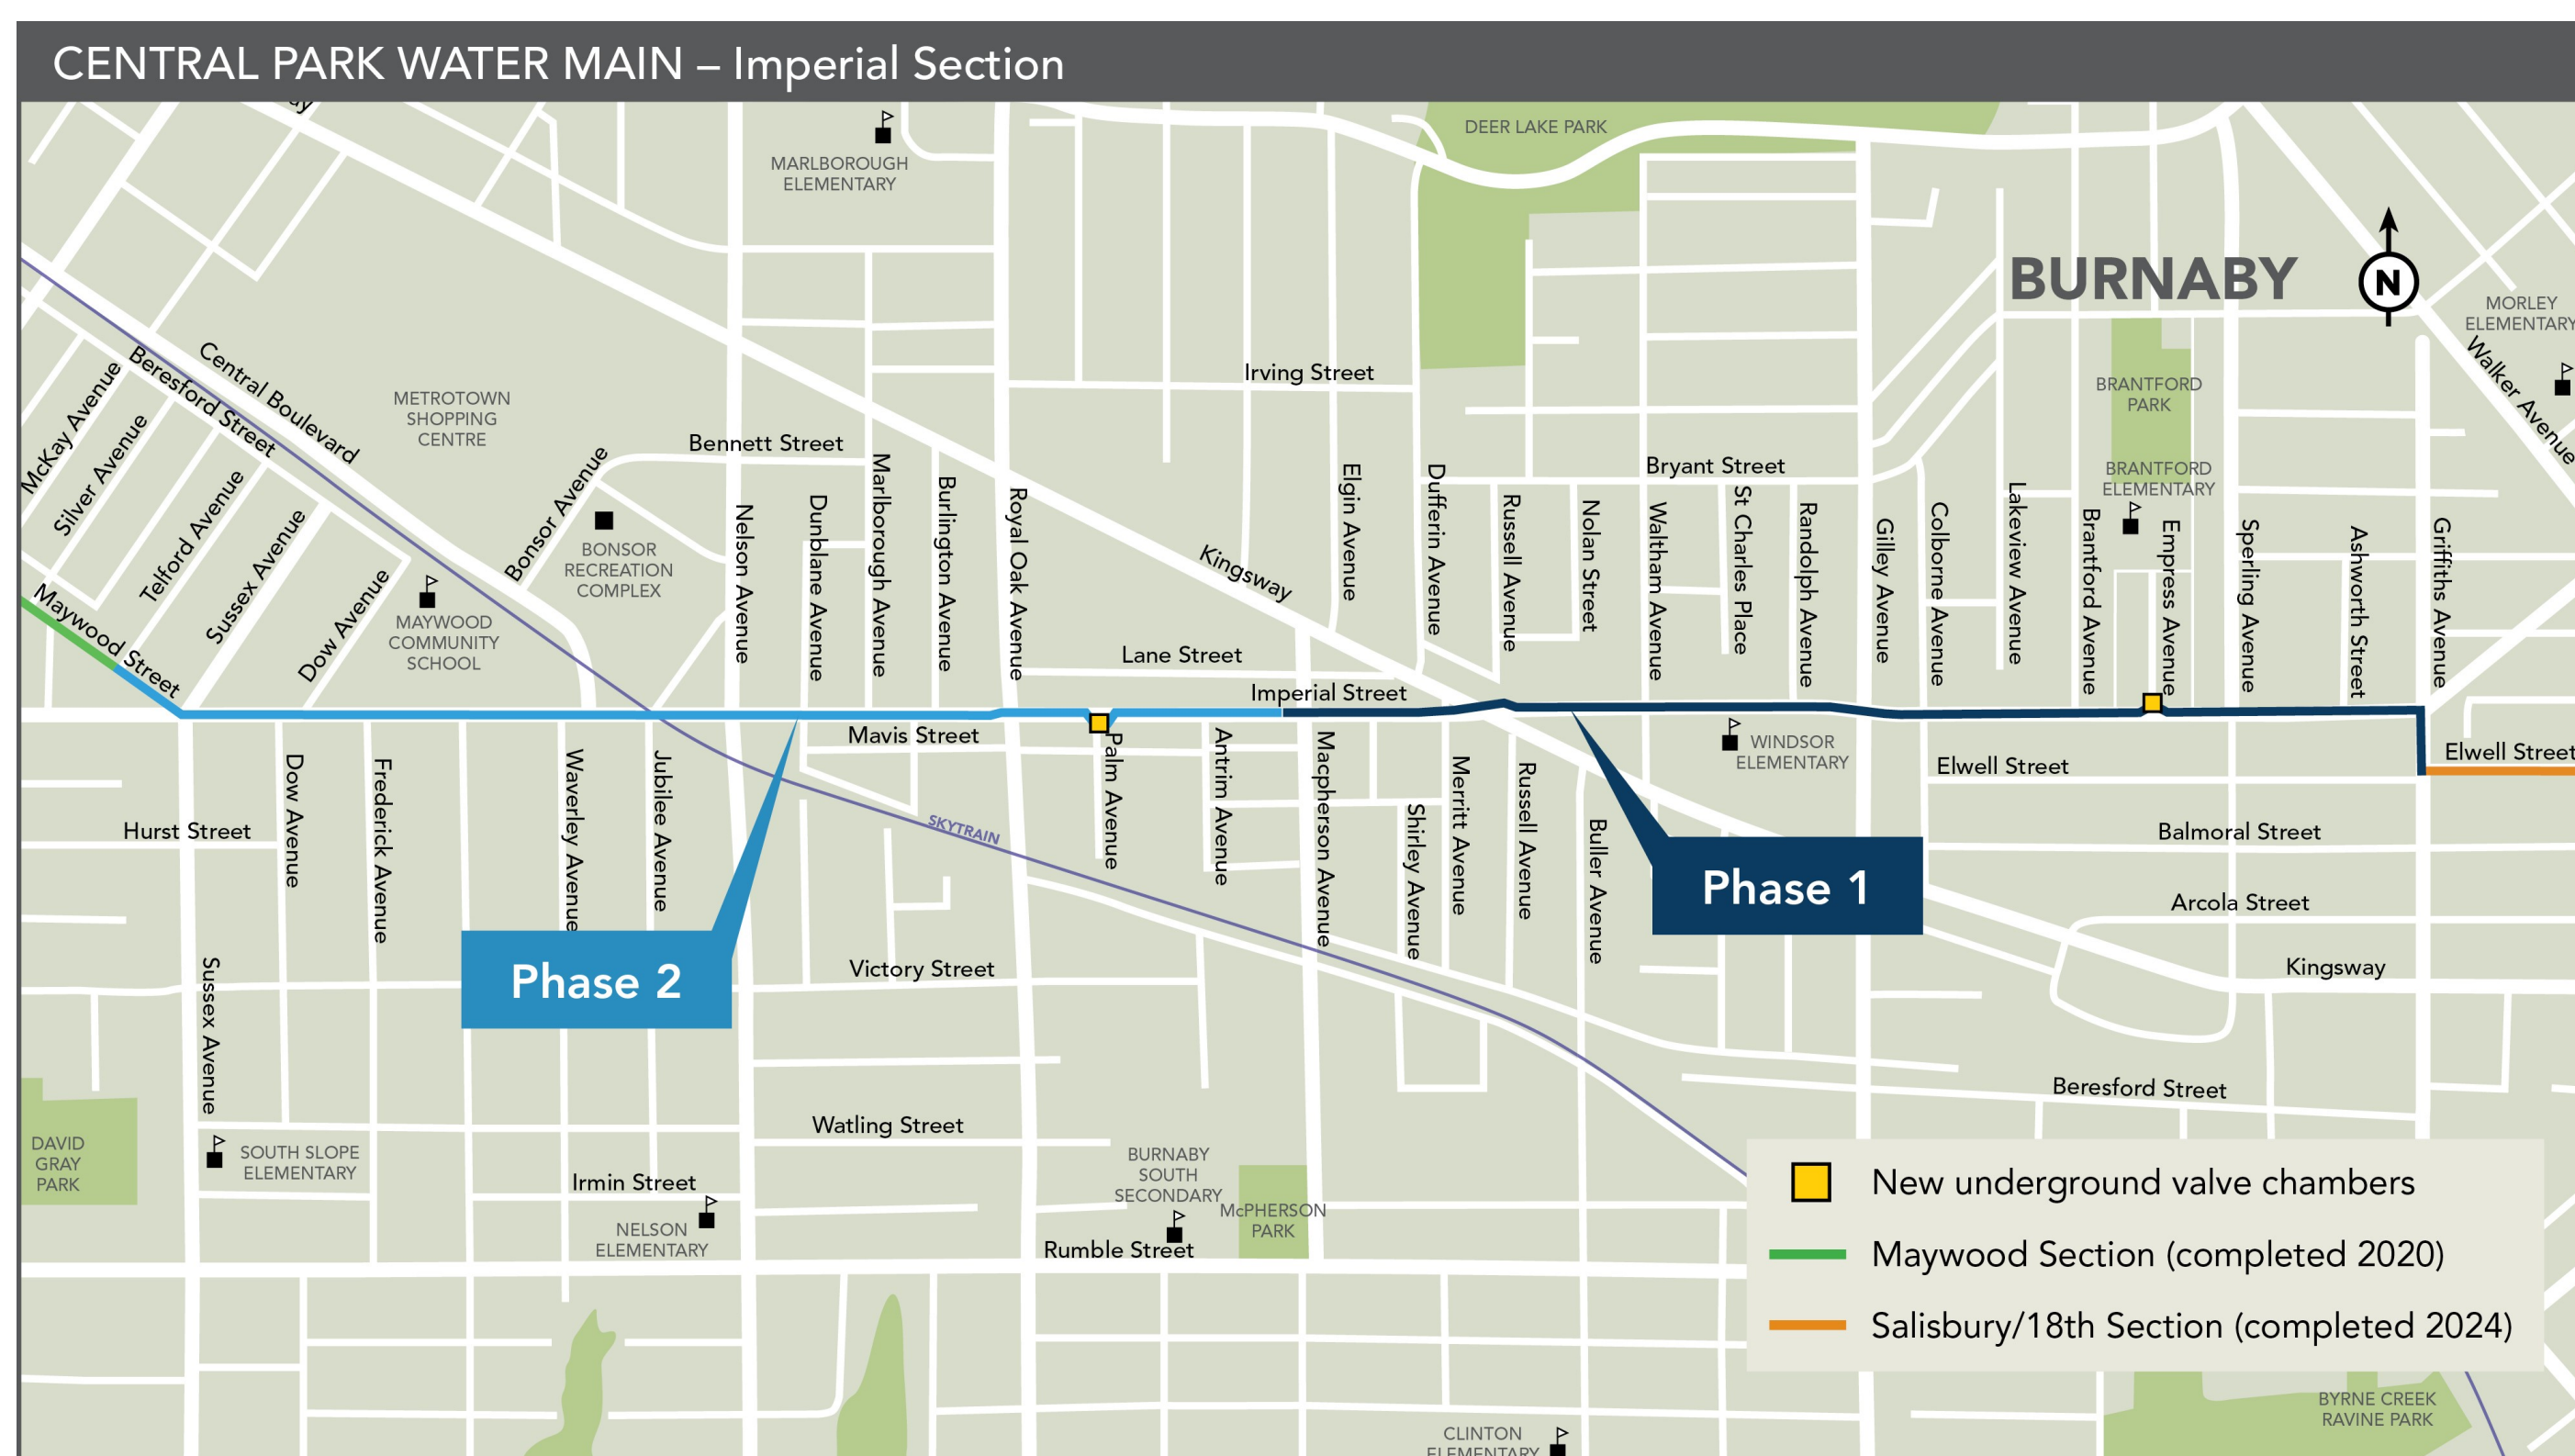 CENTRAL PARK WATER MAIN – Imperial Section
DEER LAKE PARK
MARLBOROUGH
ELEMENTARY
BURNABY
N
MORLEY
ELEMENTARY
Walker Avenue
Central Boulevard
Beresford Street
McKay Avenue
Silver Avenue
Telford Avenue
Sussex Avenue
Dow Avenue
Maywood Street
METROTOWN
SHOPPING
CENTRE
Bonsor Avenue
BONSOR
RECREATION
COMPLEX
MAYWOOD
COMMUNITY
SCHOOL
Bennett Street
Nelson Avenue
Dunblane Avenue
Marlborough Avenue
Burlington Avenue
Royal Oak Avenue
Irving Street
Kingsway
Elgin Avenue
Dufferin Avenue
Russell Avenue
Nolan Street
Bryant Street
Waltham Avenue
St Charles Place
Randolph Avenue
Gilley Avenue
Colborne Avenue
Lakeview Avenue
BRANTFORD
PARK
BRANTFORD
ELEMENTARY
Brantford Avenue
Empress Avenue
Sperling Avenue
Ashworth Street
Griffiths Avenue
Lane Street
Imperial Street
Mavis Street
Palm Avenue
Antrim Avenue
Macpherson Avenue
Shirley Avenue
Merritt Avenue
Russell Avenue
Buller Avenue
WINDSOR
ELEMENTARY
Elwell Street
Elwell Street
Balmoral Street
Arcola Street
Kingsway
Beresford Street
Phase 1
Phase 2
Hurst Street
Dow Avenue
Frederick Avenue
Waverley Avenue
Jubilee Avenue
Sussex Avenue
SKYTRAIN
Victory Street
Watling Street
DAVID
GRAY
PARK
SOUTH SLOPE
ELEMENTARY
Irmin Street
NELSON
ELEMENTARY
BURNABY
SOUTH
SECONDARY
McPHERSON
PARK
Rumble Street
New underground valve chambers
Maywood Section (completed 2020)
Salisbury/18th Section (completed 2024)
BYRNE CREEK
RAVINE PARK
CLINTON
ELEMENTARY